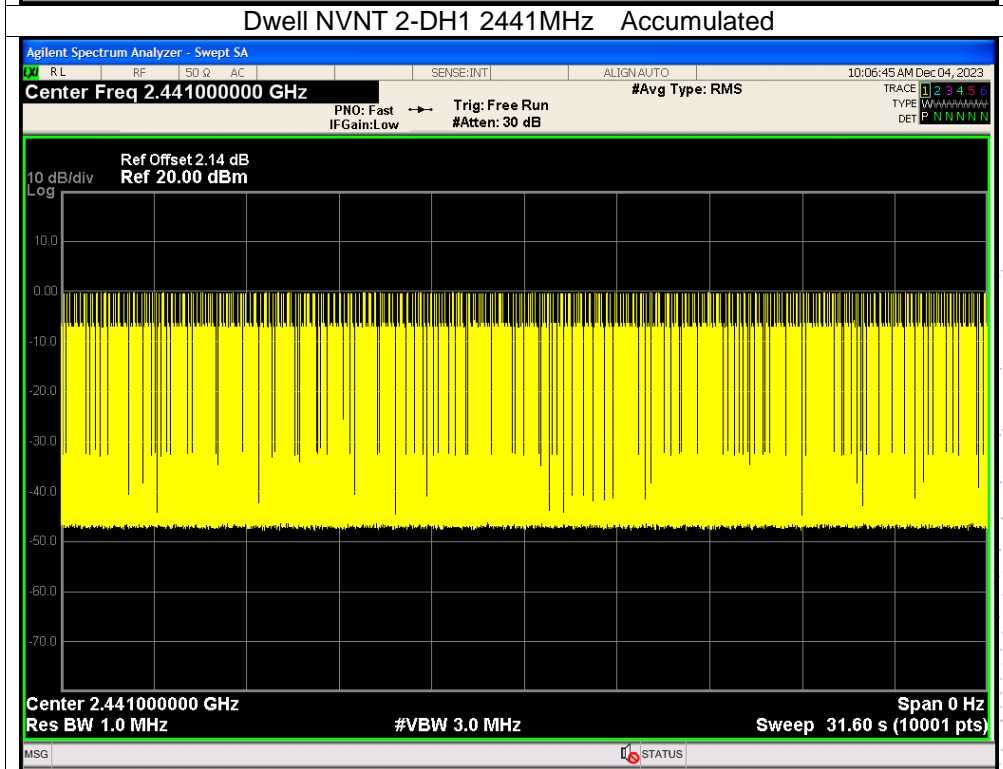 Dwell NVNT 2-DH1 2441MHz Accumulated
Agilent Spectrum Analyzer - Swept SA
LXI RL RF 50 Ω AC SENSE:INT ALIGN AUTO 10:06:45 AM Dec 04, 2023
Center Freq 2.441000000 GHz #Avg Type: RMS TRACE 1 2 3 4 5 6
PNO: Fast Trig: Free Run TYPE WWWWWW
IFGain:Low #Atten: 30 dB DET P N N N N N
Ref Offset 2.14 dB
10 dB/div Ref 20.00 dBm
Log
10.0
0.00
-10.0
-20.0
-30.0
-40.0
-50.0
-60.0
-70.0
Center 2.441000000 GHz Span 0 Hz
Res BW 1.0 MHz #VBW 3.0 MHz Sweep 31.60 s (10001 pts)
MSG STATUS